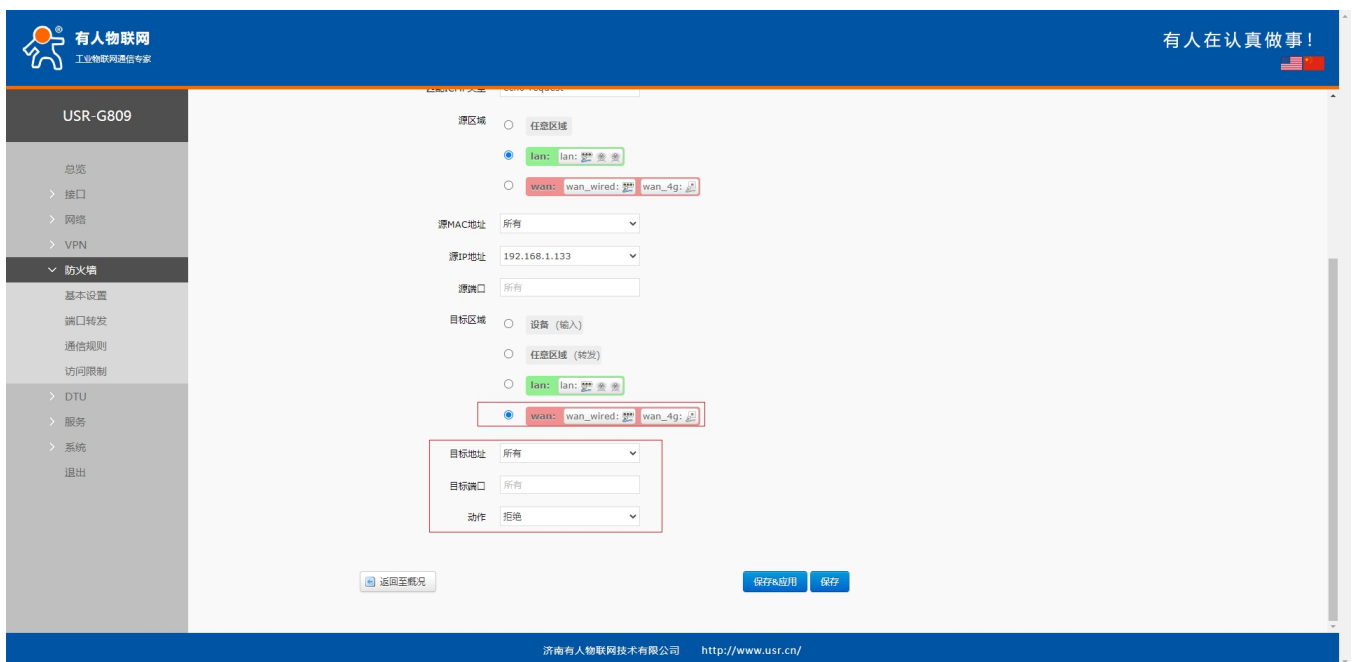 有人物联网
工业物联网通信专家
有人在认真做事!
USR-G809
总览
接口
网络
VPN
防火墙
基本设置
端口转发
通信规则
访问限制
DTU
服务
系统
退出
源区域
任意区域
lan: lan:
wan: wan_wired: wan_4g:
源MAC地址 所有
源IP地址 192.168.1.133
源端口 所有
目标区域
设备 (输入)
任意区域 (转发)
lan: lan:
wan: wan_wired: wan_4g:
目标地址 所有
目标端口 所有
动作 拒绝
返回至概况
保存&应用 保存
济南有人物联网技术有限公司 http://www.usr.cn/